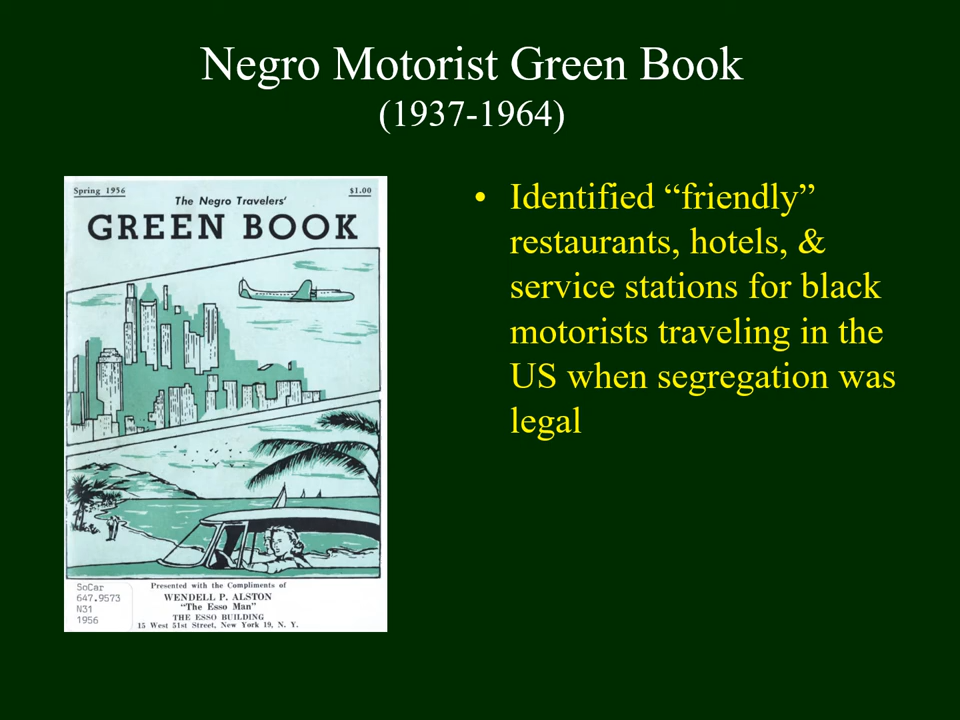 Negro Motorist Green Book
(1937-1964)
Spring 1956
$1.00
The Negro Travelers'
GREEN BOOK
SoCar
647.9573
N31
1956
Presented with the Compliments of
WENDELL P. ALSTON
"The Esso Man"
THE ESSO BUILDING
15 West 51st Street, New York 19, N. Y.
• Identified “friendly”
restaurants, hotels, &
service stations for black
motorists traveling in the
US when segregation was
legal